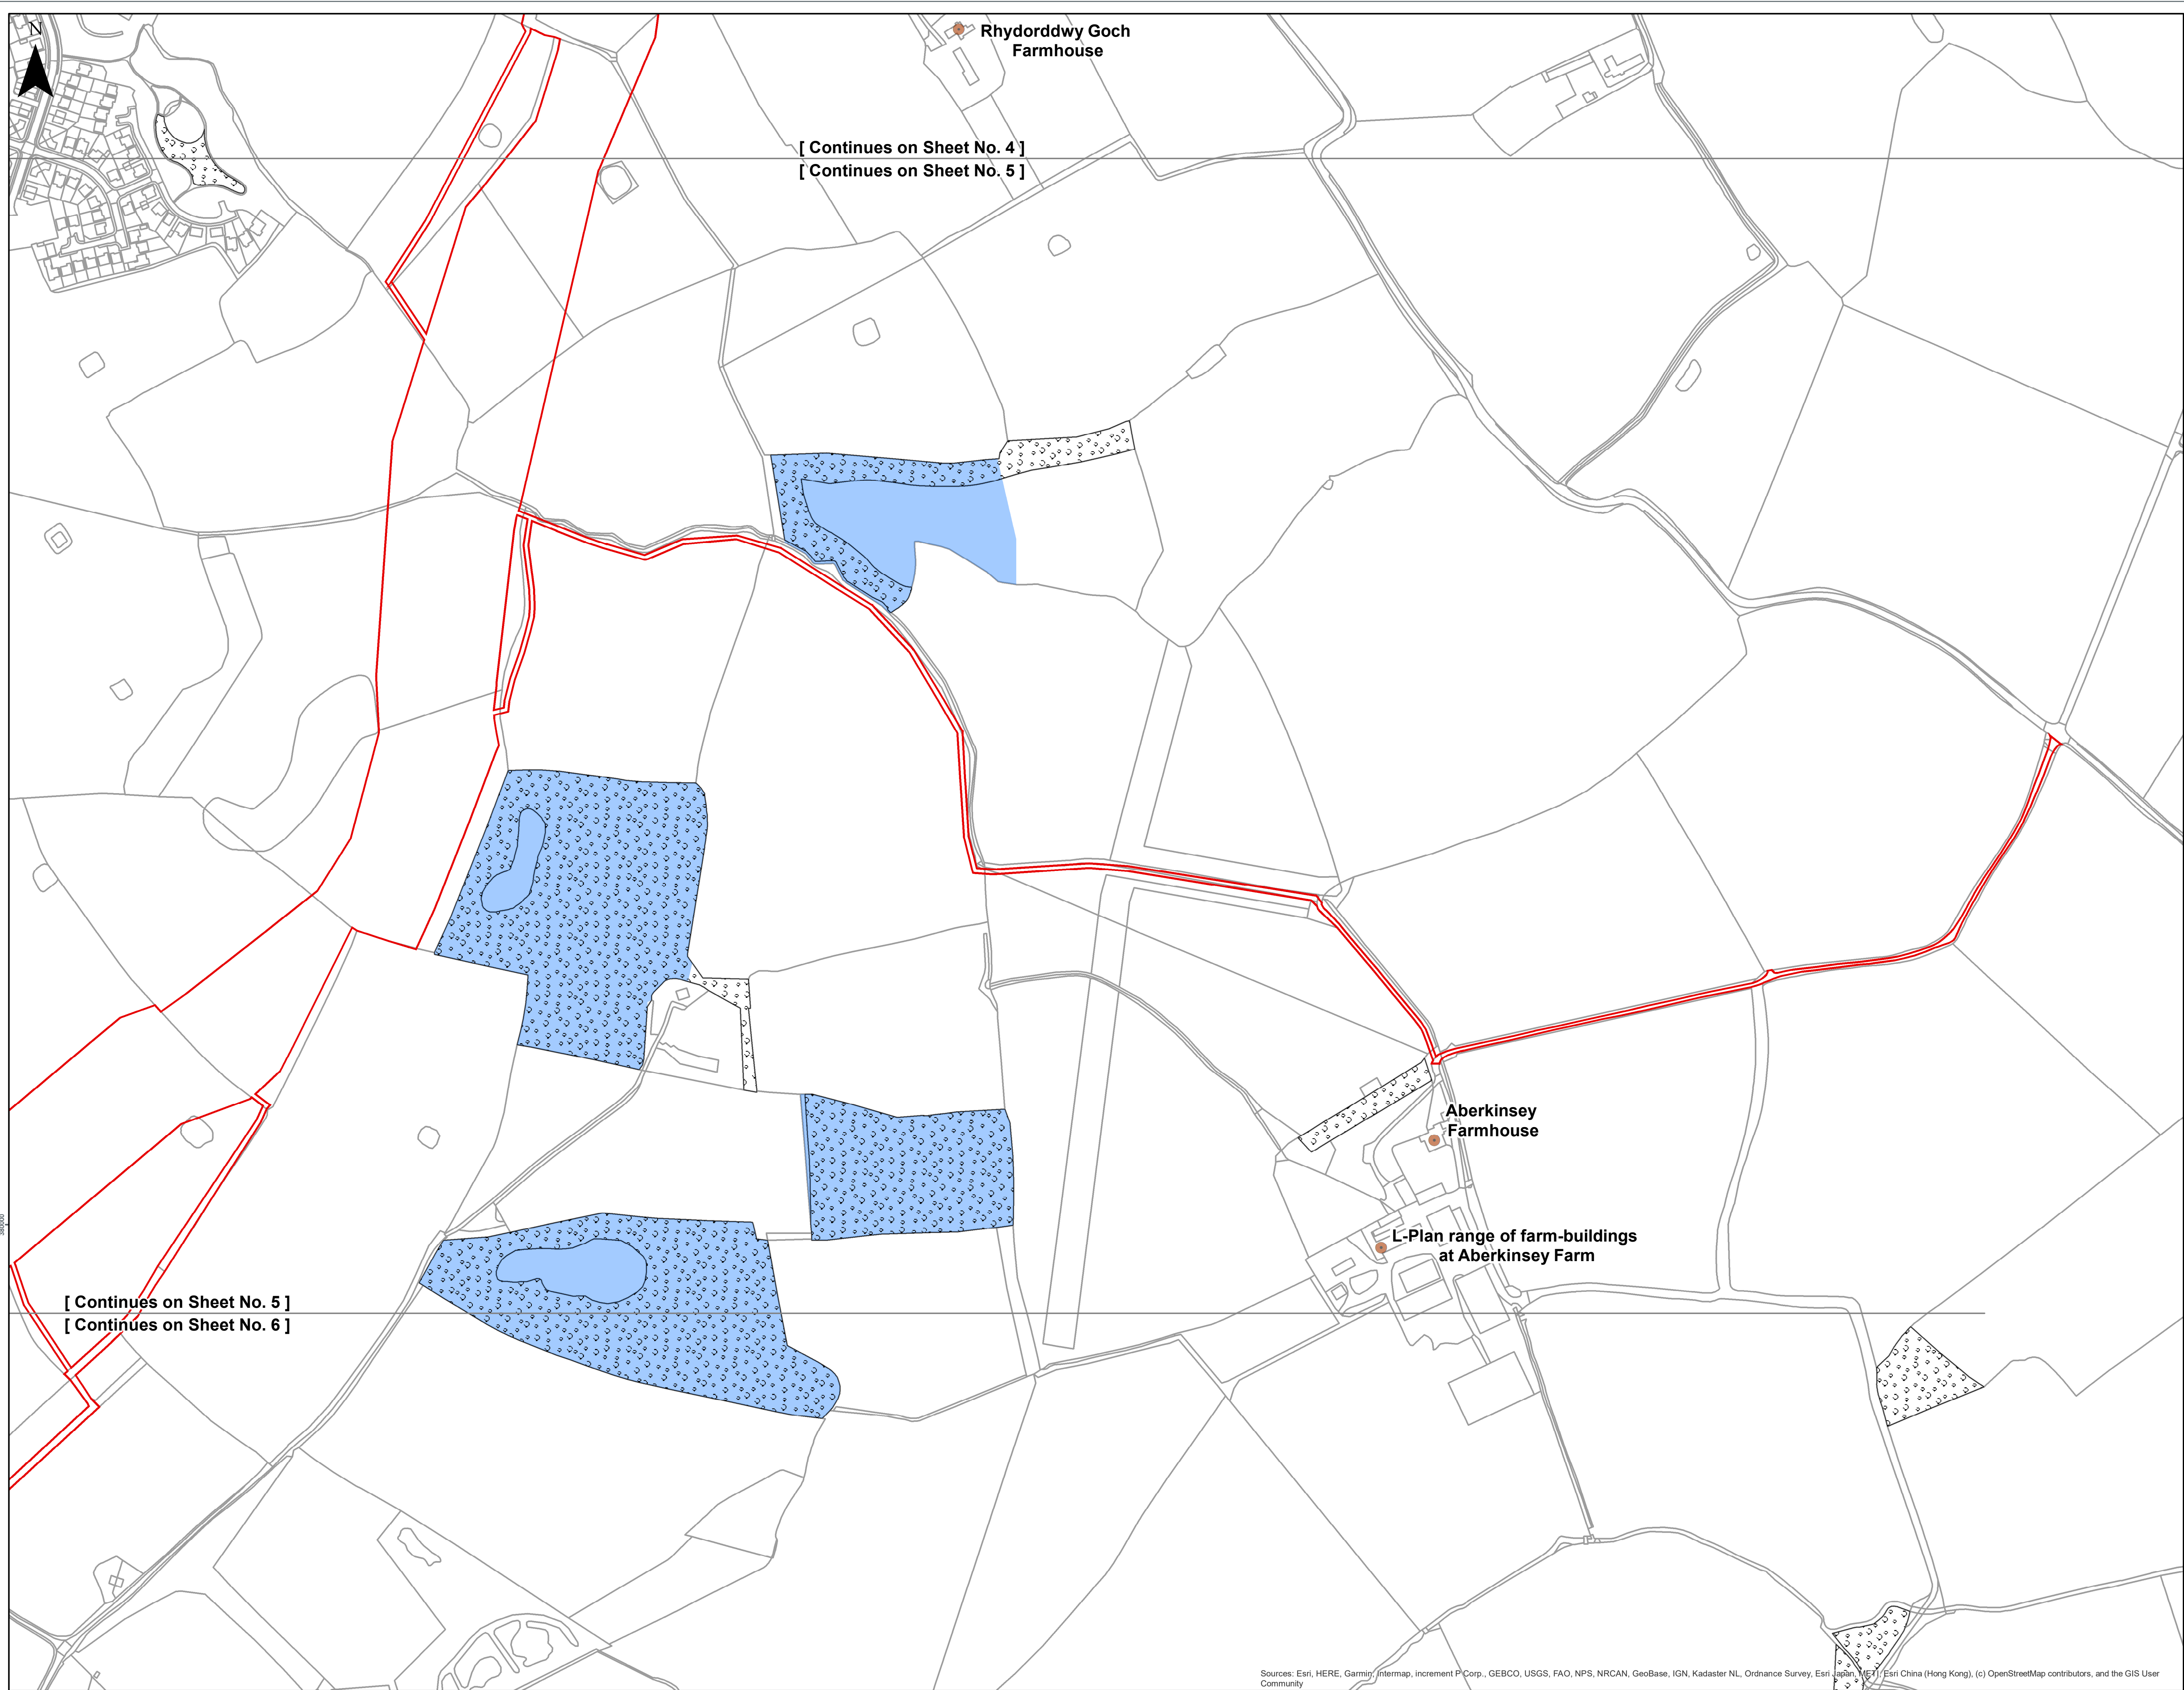 N
Rhydorddwy Goch
Farmhouse
[ Continues on Sheet No. 4 ]
[ Continues on Sheet No. 5 ]
Aberkinsey
Farmhouse
380000
L-Plan range of farm-buildings
at Aberkinsey Farm
[ Continues on Sheet No. 5 ]
[ Continues on Sheet No. 6 ]
Sources: Esri, HERE, Garmin, Intermap, increment P Corp., GEBCO, USGS, FAO, NPS, NRCAN, GeoBase, IGN, Kadaster NL, Ordnance Survey, Esri Japan, METI, Esri China (Hong Kong), (c) OpenStreetMap contributors, and the GIS User
Community